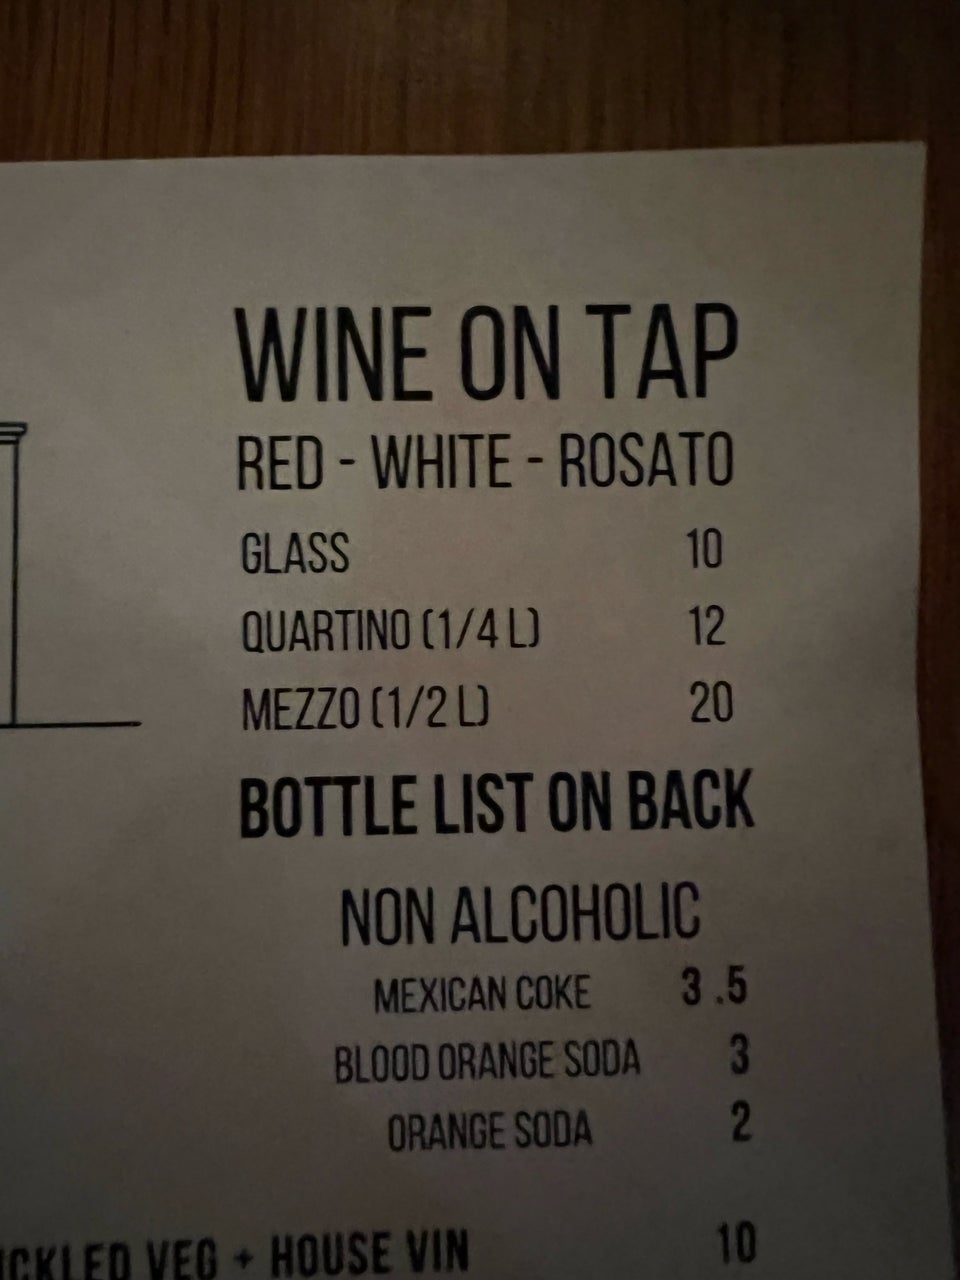 WINE ON TAP
RED - WHITE - ROSATO
GLASS 10
QUARTINO (1/4 L) 12
MEZZO (1/2 L) 20
BOTTLE LIST ON BACK
NON ALCOHOLIC
MEXICAN COKE 3 .5
BLOOD ORANGE SODA 3
ORANGE SODA 2
ICKLED VEG + HOUSE VIN 10